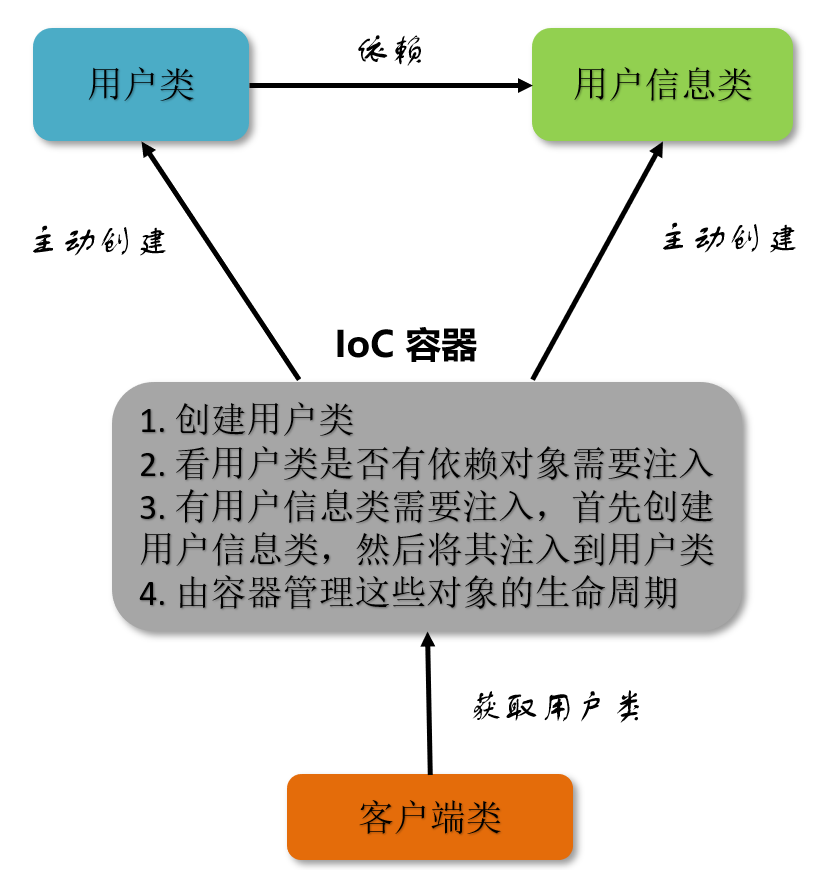 依赖
用户类
用户信息类
主动创建
主动创建
IoC 容器
1. 创建用户类
2. 看用户类是否有依赖对象需要注入
3. 有用户信息类需要注入，首先创建
用户信息类，然后将其注入到用户类
4. 由容器管理这些对象的生命周期
获取用户类
客户端类